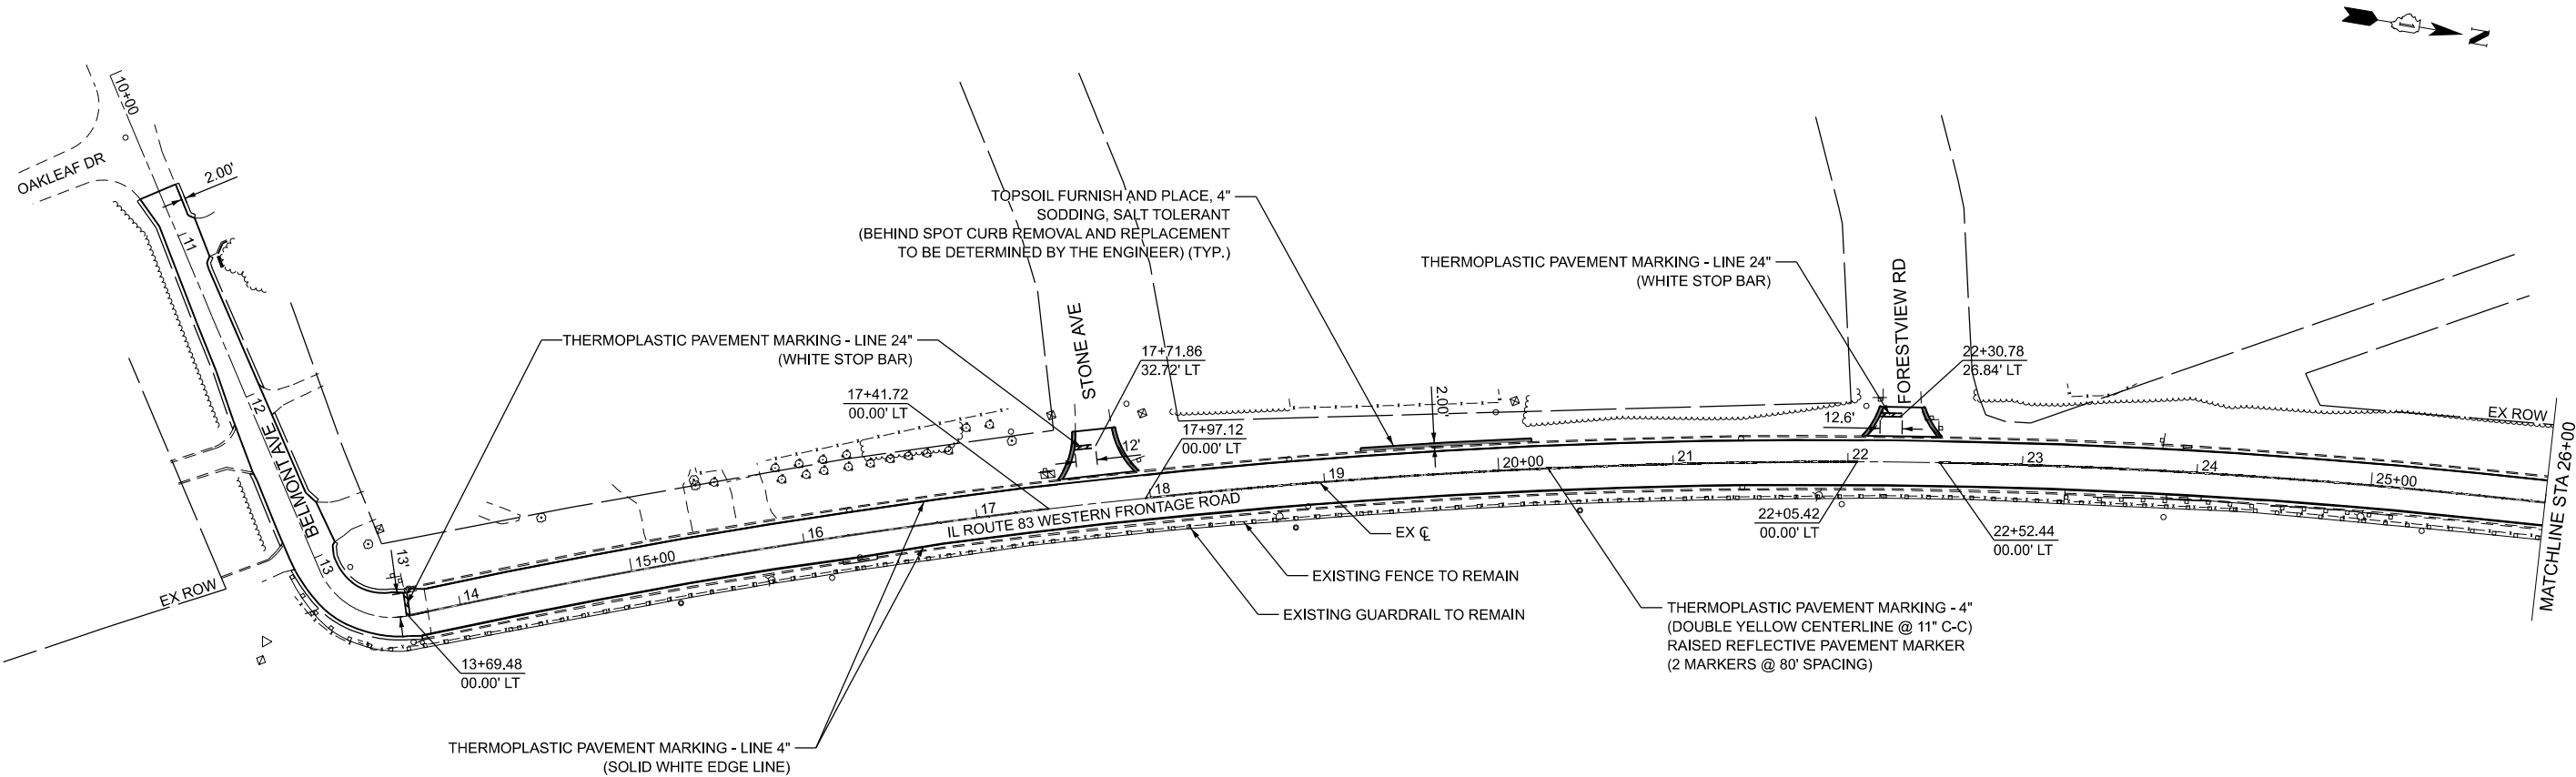 N
10+00
OAKLEAF DR
2.00'
11
12
BELMONT AVE
13
EX ROW
13'
13+69.48
00.00' LT
14
15+00
16
17
THERMOPLASTIC PAVEMENT MARKING - LINE 24"
(WHITE STOP BAR)
17+41.72
00.00' LT
STONE AVE
17+71.86
32.72' LT
12'
17+97.12
00.00' LT
TOPSOIL FURNISH AND PLACE, 4"
SODDING, SALT TOLERANT
(BEHIND SPOT CURB REMOVAL AND REPLACEMENT
TO BE DETERMINED BY THE ENGINEER) (TYP.)
2.00'
18
IL ROUTE 83 WESTERN FRONTAGE ROAD
19
20+00
21
22
23
24
25+00
EX ℄
EXISTING FENCE TO REMAIN
EXISTING GUARDRAIL TO REMAIN
THERMOPLASTIC PAVEMENT MARKING - LINE 24"
(WHITE STOP BAR)
FORESTVIEW RD
12.6'
22+30.78
26.84' LT
22+05.42
00.00' LT
22+52.44
00.00' LT
THERMOPLASTIC PAVEMENT MARKING - 4"
(DOUBLE YELLOW CENTERLINE @ 11" C-C)
RAISED REFLECTIVE PAVEMENT MARKER
(2 MARKERS @ 80' SPACING)
EX ROW
MATCHLINE STA 26+00
THERMOPLASTIC PAVEMENT MARKING - LINE 4"
(SOLID WHITE EDGE LINE)